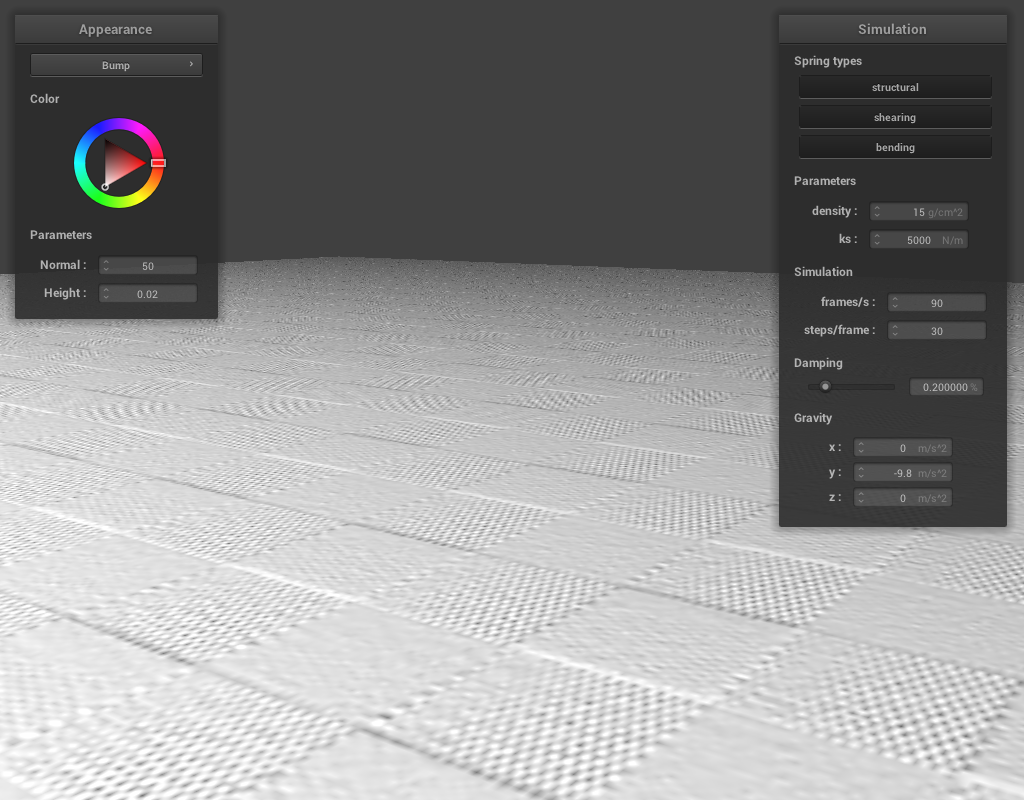 Appearance
Bump ›
Color
Parameters
Normal : 50
Height : 0.02
Simulation
Spring types
structural
shearing
bending
Parameters
density : 15 g/cm^2
ks : 5000 N/m
Simulation
frames/s : 90
steps/frame : 30
Damping
0.200000 %
Gravity
x : 0 m/s^2
y : -9.8 m/s^2
z : 0 m/s^2